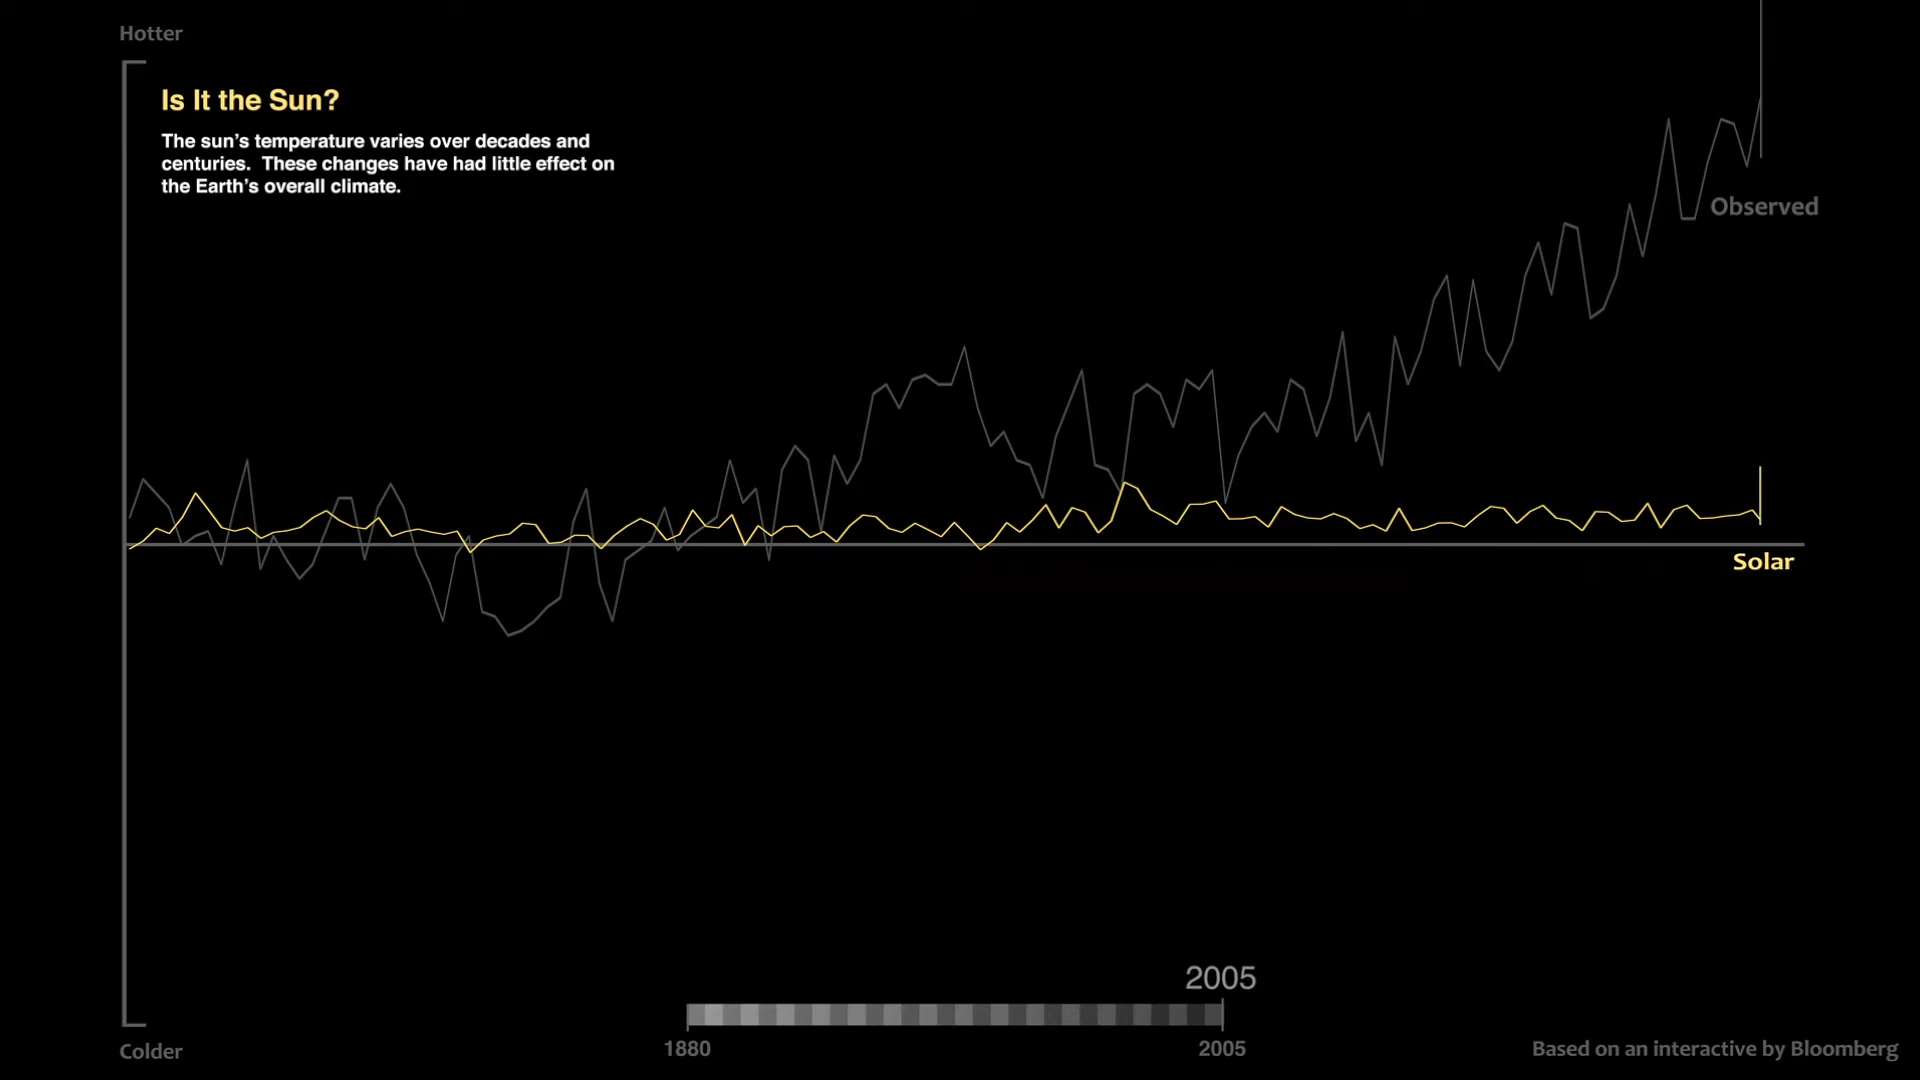 Hotter
Is It the Sun?
The sun’s temperature varies over decades and
centuries.  These changes have had little effect on
the Earth’s overall climate.
Observed
Solar
2005
1880
2005
Colder
Based on an interactive by Bloomberg